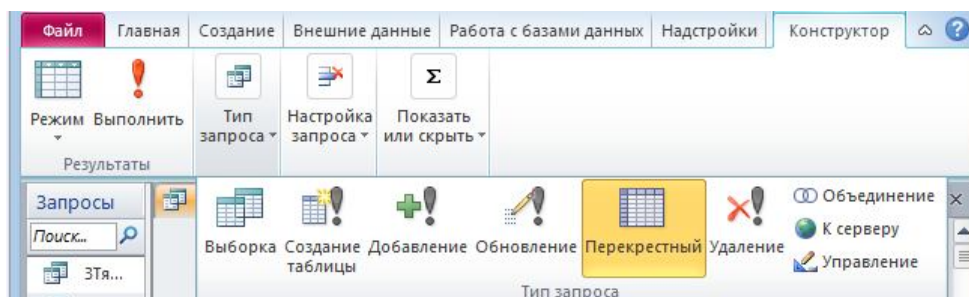 Файл Главная Создание Внешние данные Работа с базами данных Надстройки Конструктор
Режим Выполнить Тип запроса Настройка запроса Показать или скрыть
Результаты
Запросы
Поиск...
3Тя...
Выборка Создание таблицы Добавление Обновление Перекрестный Удаление
Объединение
К серверу
Управление
Тип запроса